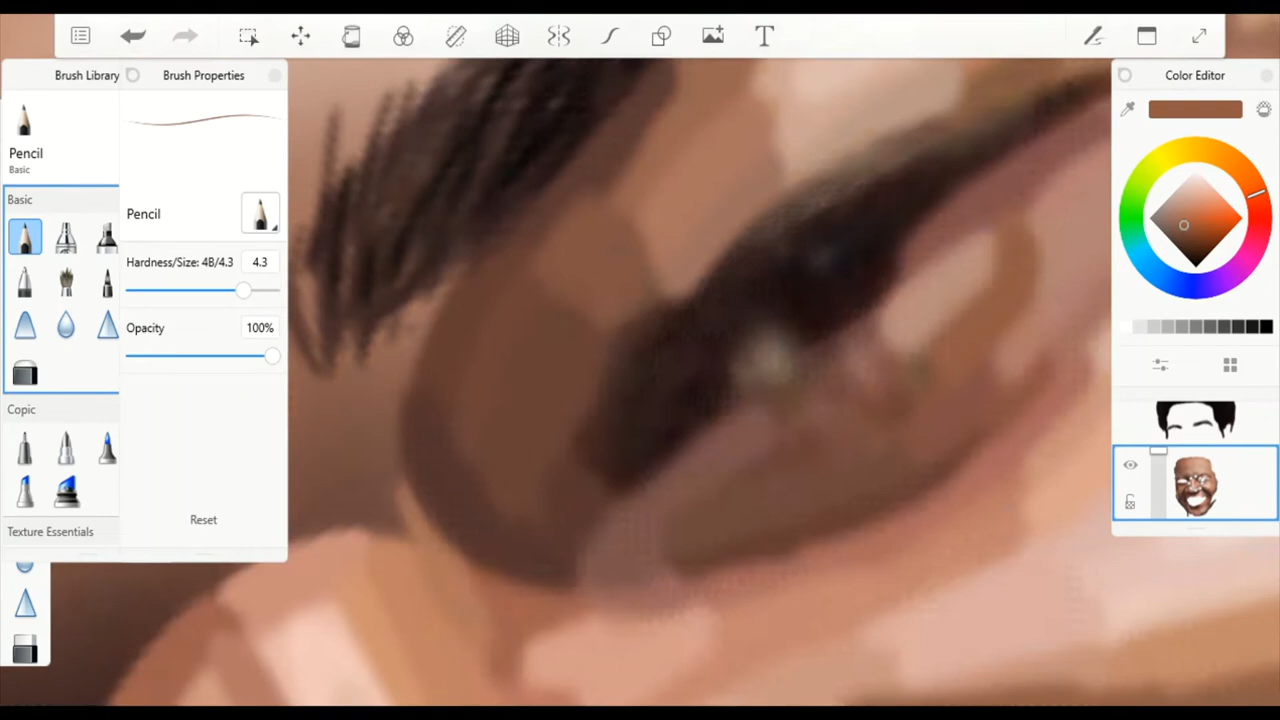 Brush Library
Brush Properties
Color Editor
Pencil
Basic
Basic
Pencil
Hardness/Size: 4B/4.3 4.3
Opacity 100%
Copic
Reset
Texture Essentials